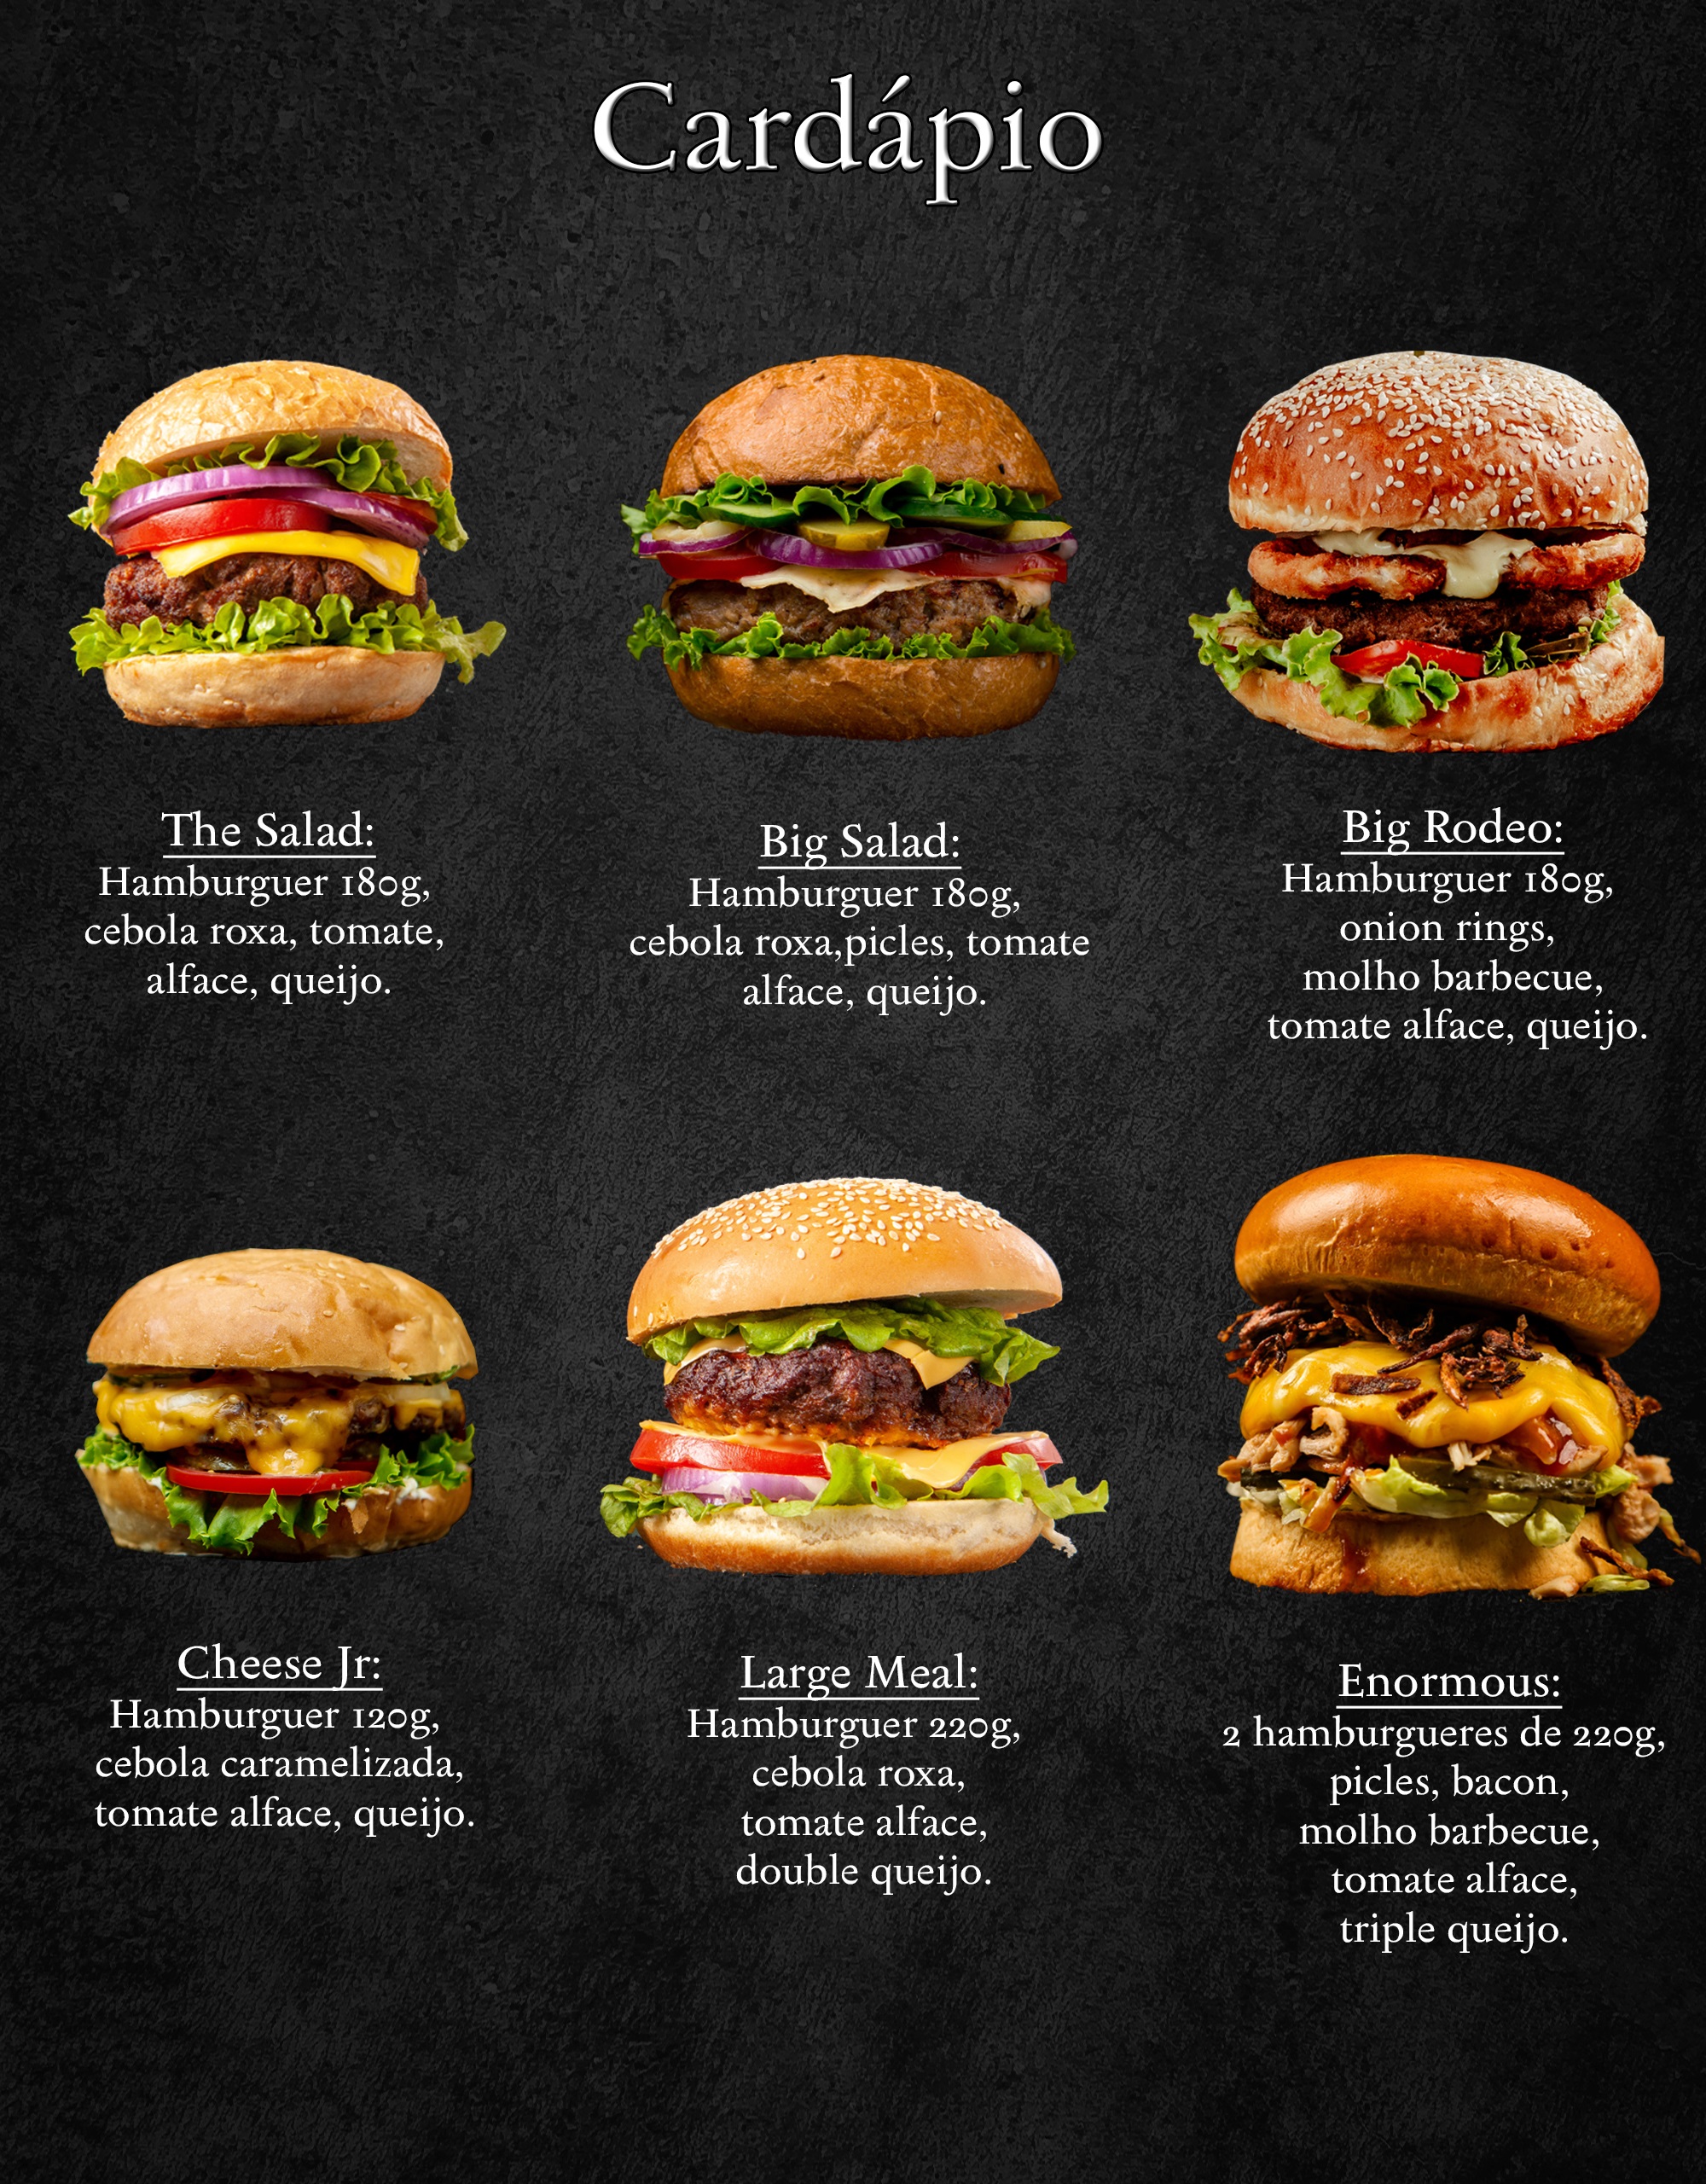 Cardápio
The Salad:
Hamburguer 180g,
cebola roxa, tomate,
alface, queijo.
Big Salad:
Hamburguer 180g,
cebola roxa,picles, tomate
alface, queijo.
Big Rodeo:
Hamburguer 180g,
onion rings,
molho barbecue,
tomate alface, queijo.
Cheese Jr:
Hamburguer 120g,
cebola caramelizada,
tomate alface, queijo.
Large Meal:
Hamburguer 220g,
cebola roxa,
tomate alface,
double queijo.
Enormous:
2 hamburgueres de 220g,
picles, bacon,
molho barbecue,
tomate alface,
triple queijo.